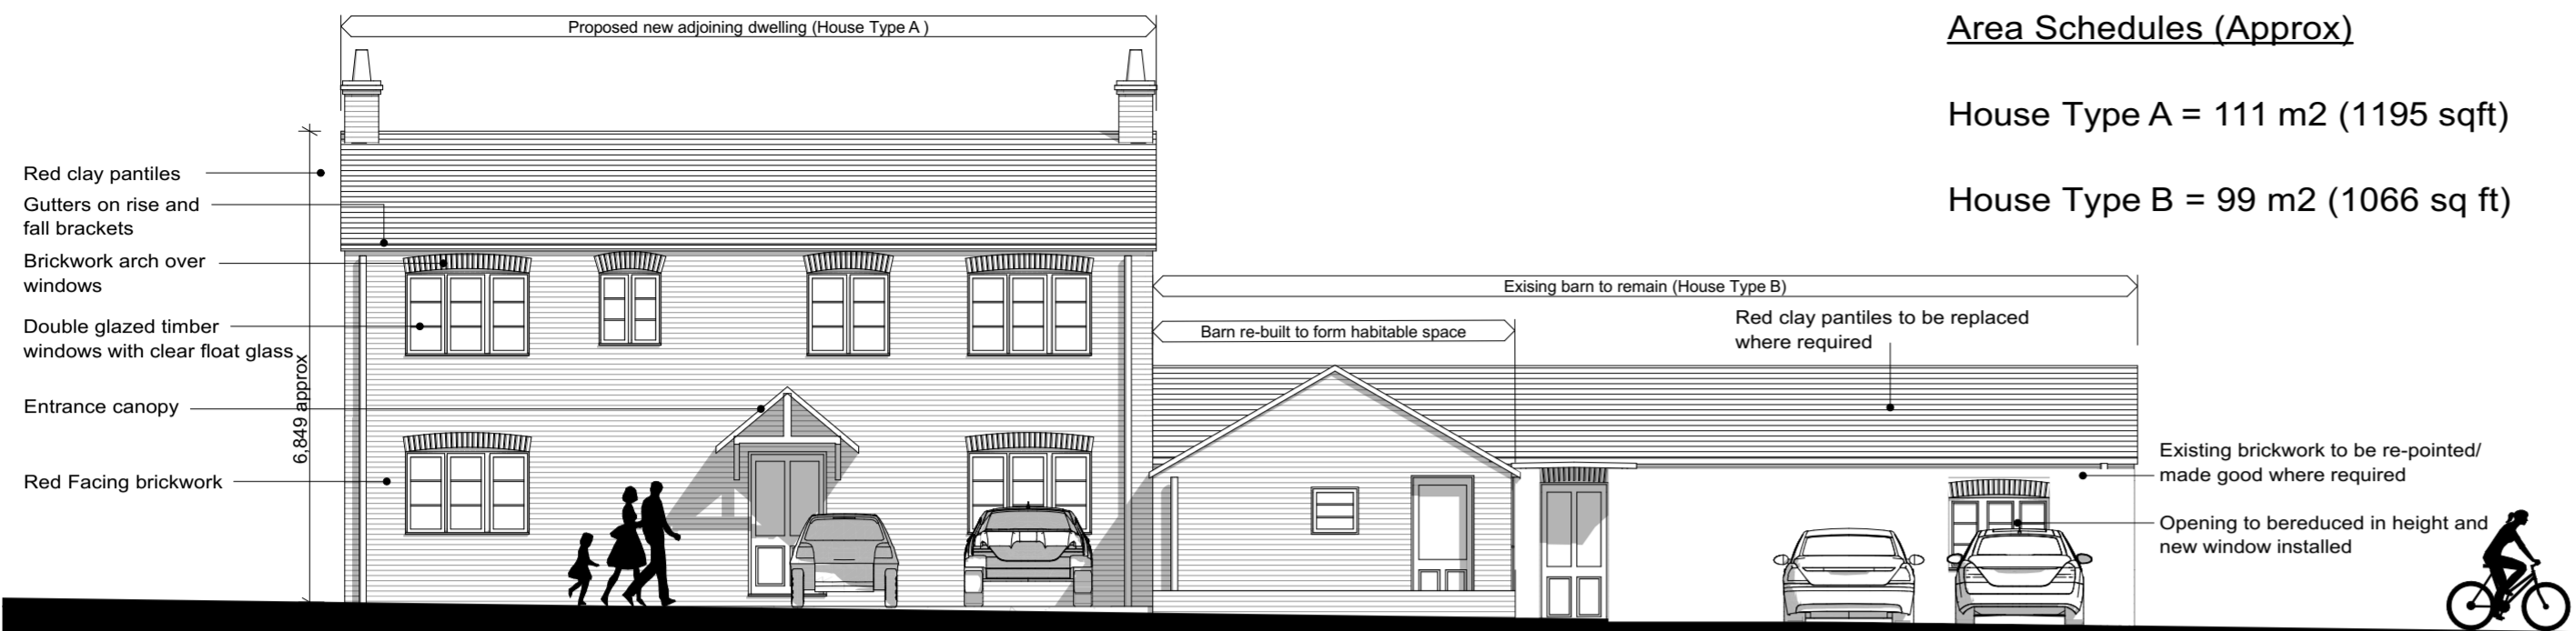 Proposed new adjoining dwelling (House Type A )
Area Schedules (Approx)
House Type A = 111 m2 (1195 sqft)
House Type B = 99 m2 (1066 sq ft)
Red clay pantiles
Gutters on rise and
fall brackets
Brickwork arch over
windows
Double glazed timber
windows with clear float glass
Entrance canopy
6,849 approx
Red Facing brickwork
Exising barn to remain (House Type B)
Barn re-built to form habitable space
Red clay pantiles to be replaced
where required
Existing brickwork to be re-pointed/
made good where required
Opening to bereduced in height and
new window installed